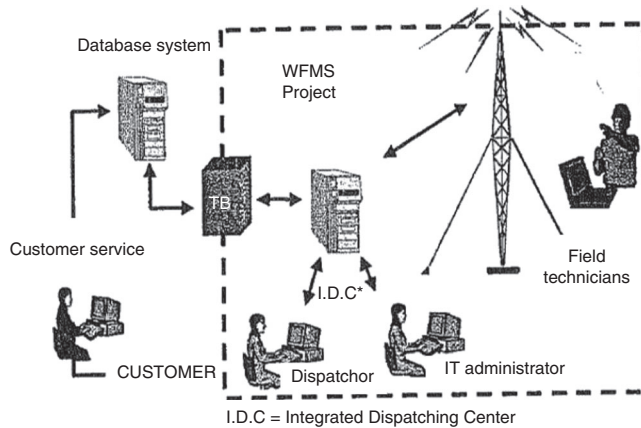 Database system
WFMS
Project
TB
Customer service
Field
technicians
I.D.C*
CUSTOMER
Dispatchor
IT administrator
I.D.C = Integrated Dispatching Center